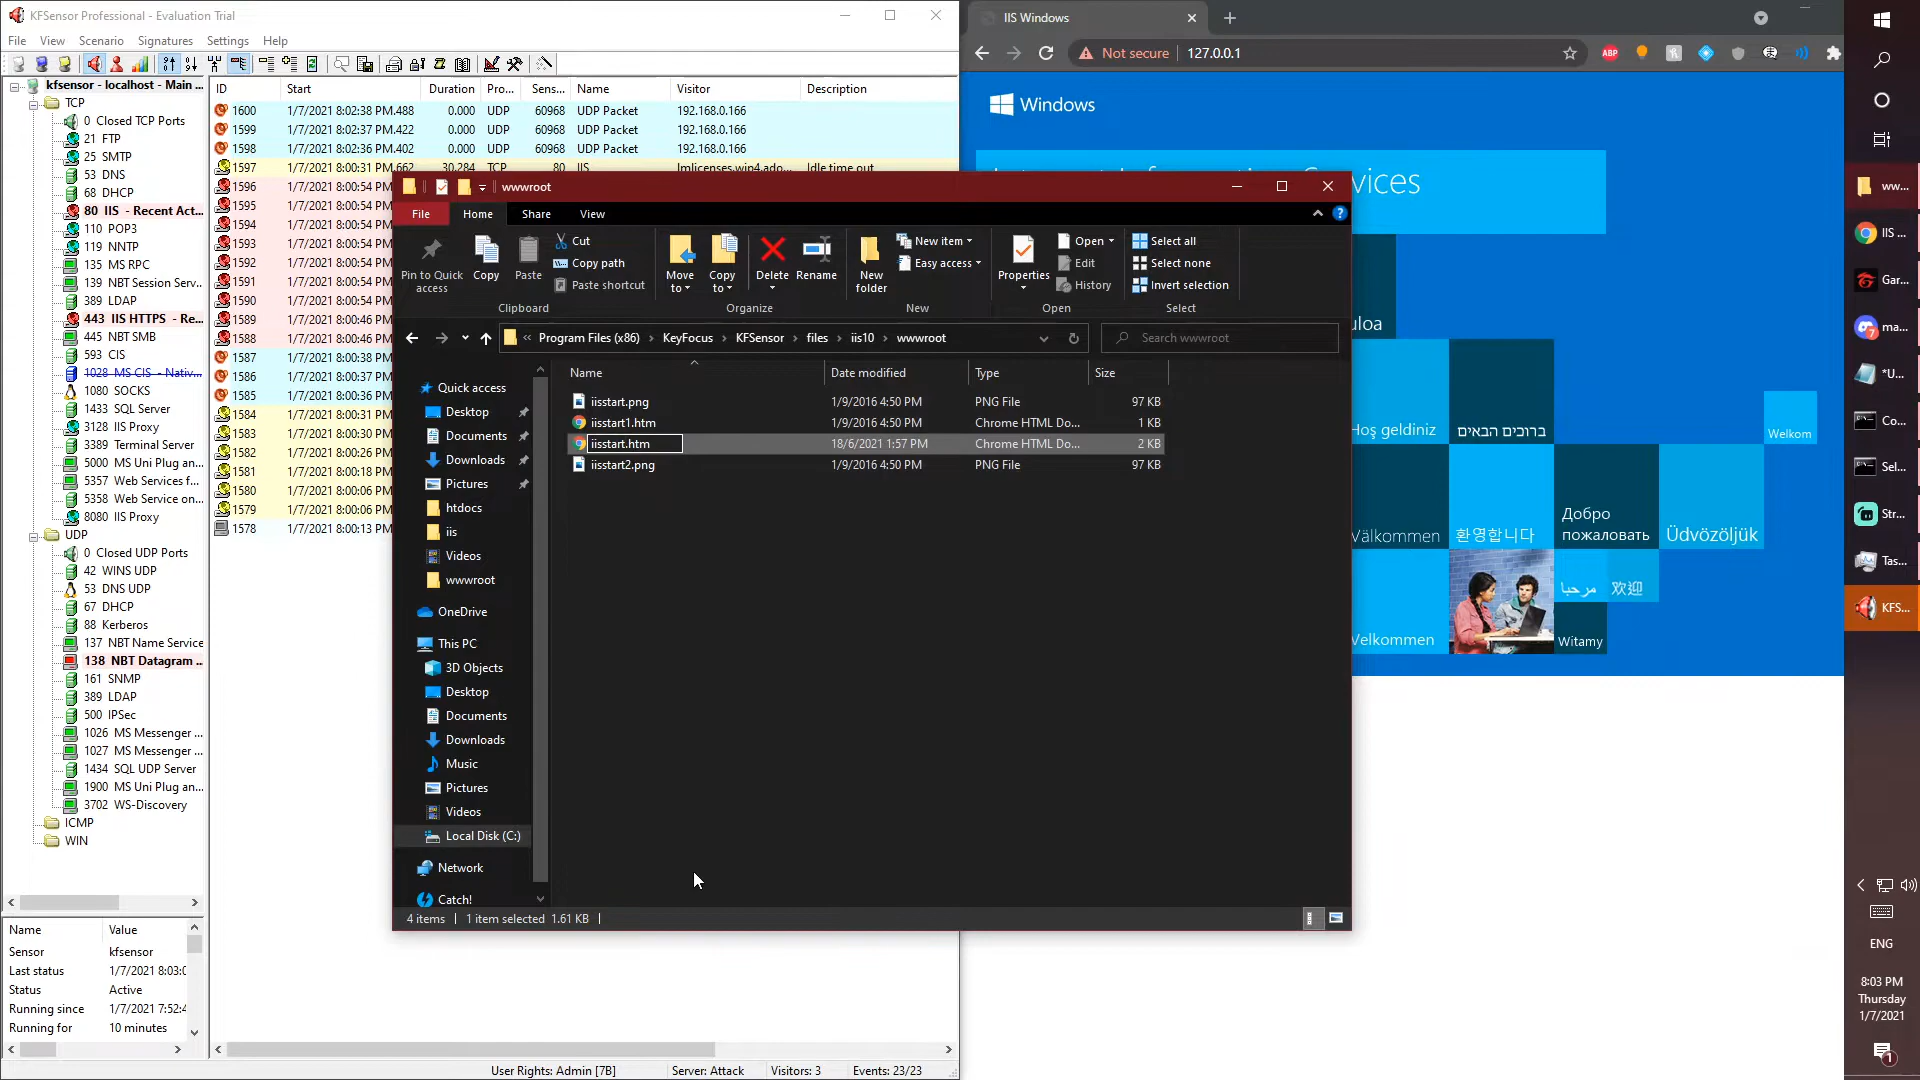 KFSensor Professional - Evaluation Trial
File View Scenario Signatures Settings Help
kfsensor - localhost - Main ...
TCP
0 Closed TCP Ports
21 FTP
25 SMTP
53 DNS
68 DHCP
80 IIS - Recent Act...
110 POP3
119 NNTP
135 MS RPC
139 NBT Session Serv...
389 LDAP
443 IIS HTTPS - Re...
445 NBT SMB
593 CIS
1028 MS CIS - Nativ...
1080 SOCKS
1433 SQL Server
3128 IIS Proxy
3389 Terminal Server
5000 MS Uni Plug an...
5357 Web Services f...
5358 Web Service on...
8080 IIS Proxy
UDP
0 Closed UDP Ports
42 WINS UDP
53 DNS UDP
67 DHCP
88 Kerberos
137 NBT Name Service
138 NBT Datagram ...
161 SNMP
389 LDAP
500 IPSec
1026 MS Messenger ...
1027 MS Messenger ...
1434 SQL UDP Server
1900 MS Uni Plug an...
3702 WS-Discovery
ICMP
WIN
Name Value
Sensor kfsensor
Last status 1/7/2021 8:03:0
Status Active
Running since 1/7/2021 7:52:4
Running for 10 minutes
ID Start Duration Pro... Sens... Name Visitor Description
1600 1/7/2021 8:02:38 PM.488 0.000 UDP 60968 UDP Packet 192.168.0.166
1599 1/7/2021 8:02:37 PM.422 0.000 UDP 60968 UDP Packet 192.168.0.166
1598 1/7/2021 8:02:36 PM.402 0.000 UDP 60968 UDP Packet 192.168.0.166
1597 1/7/2021 8:00:31 PM.662 30.284 TCP 80 IIS lmlicenses.wip4.ado... Idle time out
1596 1/7/2021 8:00:54 PM
1595 1/7/2021 8:00:54 PM
1594 1/7/2021 8:00:54 PM
1593 1/7/2021 8:00:54 PM
1592 1/7/2021 8:00:54 PM
1591 1/7/2021 8:00:54 PM
1590 1/7/2021 8:00:54 PM
1589 1/7/2021 8:00:46 PM
1588 1/7/2021 8:00:46 PM
1587 1/7/2021 8:00:38 PM
1586 1/7/2021 8:00:37 PM
1585 1/7/2021 8:00:36 PM
1584 1/7/2021 8:00:31 PM
1583 1/7/2021 8:00:30 PM
1582 1/7/2021 8:00:26 PM
1581 1/7/2021 8:00:18 PM
1580 1/7/2021 8:00:06 PM
1579 1/7/2021 8:00:06 PM
1578 1/7/2021 8:00:13 PM
User Rights: Admin [7B] Server: Attack Visitors: 3 Events: 23/23
wwwroot
File Home Share View
Pin to Quick access
Copy
Paste
Cut
Copy path
Paste shortcut
Clipboard
Move to
Copy to
Delete
Rename
Organize
New folder
New item
Easy access
New
Properties
Open
Edit
History
Open
Select all
Select none
Invert selection
Select
« Program Files (x86) › KeyFocus › KFSensor › files › iis10 › wwwroot
Search wwwroot
Quick access
Desktop
Documents
Downloads
Pictures
htdocs
iis
Videos
wwwroot
OneDrive
This PC
3D Objects
Desktop
Documents
Downloads
Music
Pictures
Videos
Local Disk (C:)
Network
Catch!
Name Date modified Type Size
iisstart.png 1/9/2016 4:50 PM PNG File 97 KB
iisstart1.htm 1/9/2016 4:50 PM Chrome HTML Do... 1 KB
iisstart.htm 18/6/2021 1:57 PM Chrome HTML Do... 2 KB
iisstart2.png 1/9/2016 4:50 PM PNG File 97 KB
4 items 1 item selected 1.61 KB
IIS Windows
Not secure 127.0.0.1
ABP
Windows
vices
uloa
Hoş geldiniz
ברוכים הבאים
Welkom
Välkommen
환영합니다
Добро
пожаловать
Üdvözöljük
مرحبا
欢迎
Velkommen
Witamy
ww...
IIS ...
Gar...
ma...
*U...
Co...
Sel...
Str...
Tas...
KFS...
ENG
8:03 PM
Thursday
1/7/2021
1